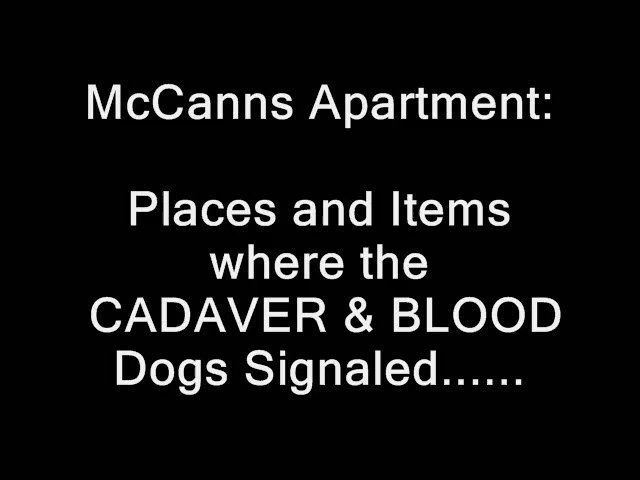 McCanns Apartment:
Places and Items
where the
CADAVER & BLOOD
Dogs Signaled......